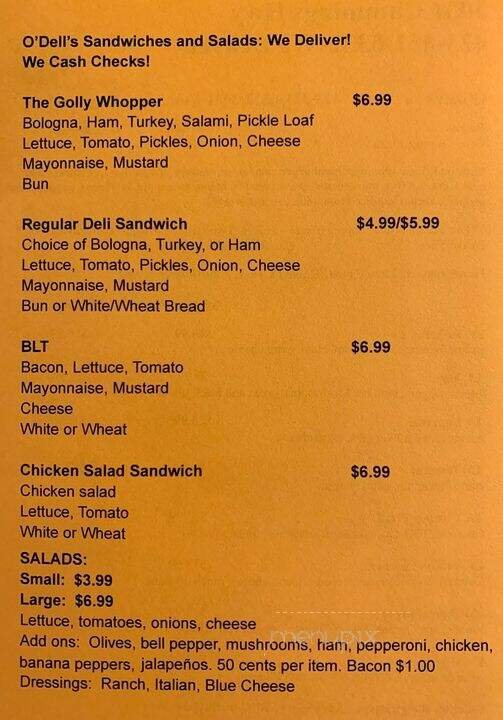 O'Dell's Sandwiches and Salads: We Deliver!
We Cash Checks!
The Golly Whopper $6.99
Bologna, Ham, Turkey, Salami, Pickle Loaf
Lettuce, Tomato, Pickles, Onion, Cheese
Mayonnaise, Mustard
Bun
Regular Deli Sandwich $4.99/$5.99
Choice of Bologna, Turkey, or Ham
Lettuce, Tomato, Pickles, Onion, Cheese
Mayonnaise, Mustard
Bun or White/Wheat Bread
BLT $6.99
Bacon, Lettuce, Tomato
Mayonnaise, Mustard
Cheese
White or Wheat
Chicken Salad Sandwich $6.99
Chicken salad
Lettuce, Tomato
White or Wheat
SALADS:
Small: $3.99
Large: $6.99
Lettuce, tomatoes, onions, cheese
menupix
Add ons: Olives, bell pepper, mushrooms, ham, pepperoni, chicken,
banana peppers, jalapeños. 50 cents per item. Bacon $1.00
Dressings: Ranch, Italian, Blue Cheese